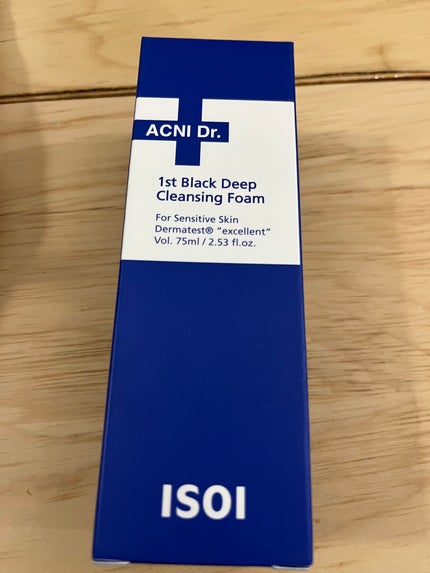 ACNI Dr.
1st Black Deep
Cleansing Foam
For Sensitive Skin
Dermatest® "excellent"
Vol. 75ml / 2.53 fl.oz.
ISOI